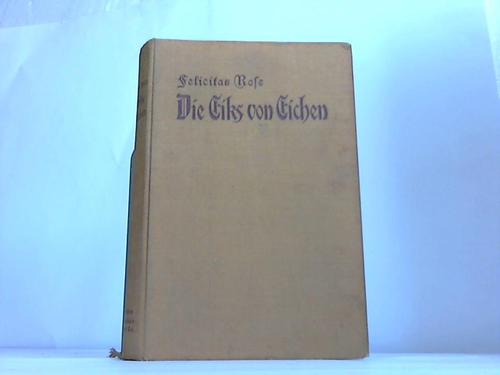 Felicitas Rose
Die Eiks von Eichen